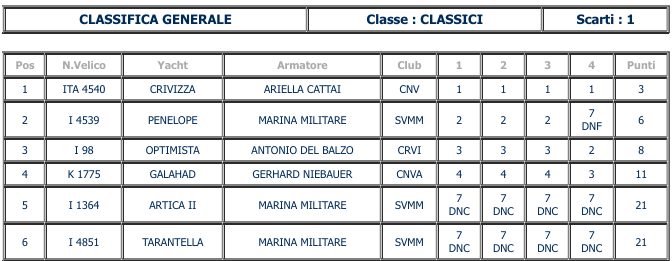 CLASSIFICA GENERALE Classe : CLASSICI Scarti : 1
Pos N.Velico Yacht Armatore Club 1 2 3 4 Punti
1 ITA 4540 CRIVIZZA ARIELLA CATTAI CNV 1 1 1 1 3
2 I 4539 PENELOPE MARINA MILITARE SVMM 2 2 2 7 DNF 6
3 I 98 OPTIMISTA ANTONIO DEL BALZO CRVI 3 3 3 2 8
4 K 1775 GALAHAD GERHARD NIEBAUER CNVA 4 4 4 3 11
5 I 1364 ARTICA II MARINA MILITARE SVMM 7 DNC 7 DNC 7 DNC 7 DNC 21
6 I 4851 TARANTELLA MARINA MILITARE SVMM 7 DNC 7 DNC 7 DNC 7 DNC 21